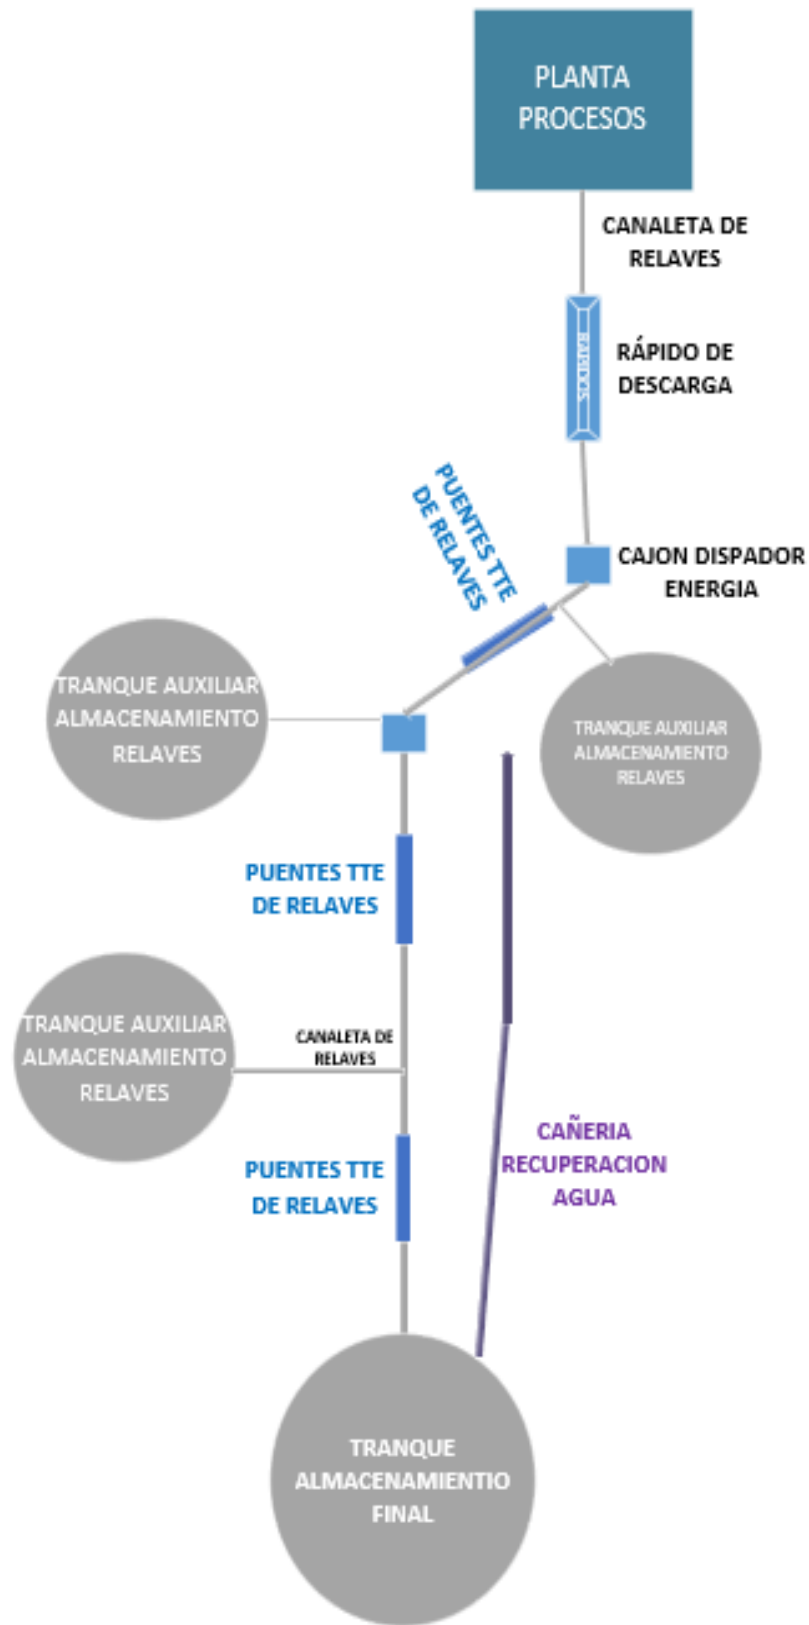 PLANTA
PROCESOS
CANALETA DE
RELAVES
RAPIDOS
RÁPIDO DE
DESCARGA
PUENTES TTE
DE RELAVES
CAJON DISPADOR
ENERGIA
TRANQUE AUXILIAR
ALMACENAMIENTO
RELAVES
TRANQUE AUXILIAR
ALMACENAMIENTO
RELAVES
PUENTES TTE
DE RELAVES
TRANQUE AUXILIAR
ALMACENAMIENTO
RELAVES
CANALETA DE
RELAVES
PUENTES TTE
DE RELAVES
CAÑERIA
RECUPERACION
AGUA
TRANQUE
ALMACENAMIENTIO
FINAL